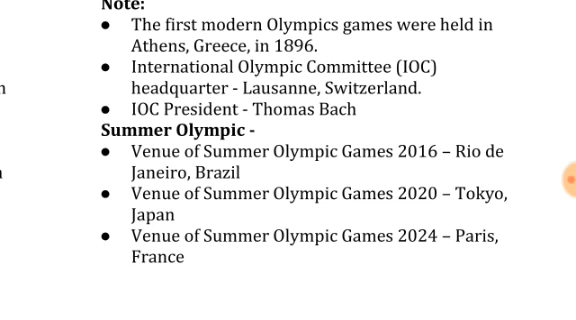 Note:
● The first modern Olympics games were held in
Athens, Greece, in 1896.
● International Olympic Committee (IOC)
headquarter - Lausanne, Switzerland.
● IOC President - Thomas Bach
Summer Olympic -
● Venue of Summer Olympic Games 2016 – Rio de
Janeiro, Brazil
● Venue of Summer Olympic Games 2020 – Tokyo,
Japan
● Venue of Summer Olympic Games 2024 – Paris,
France